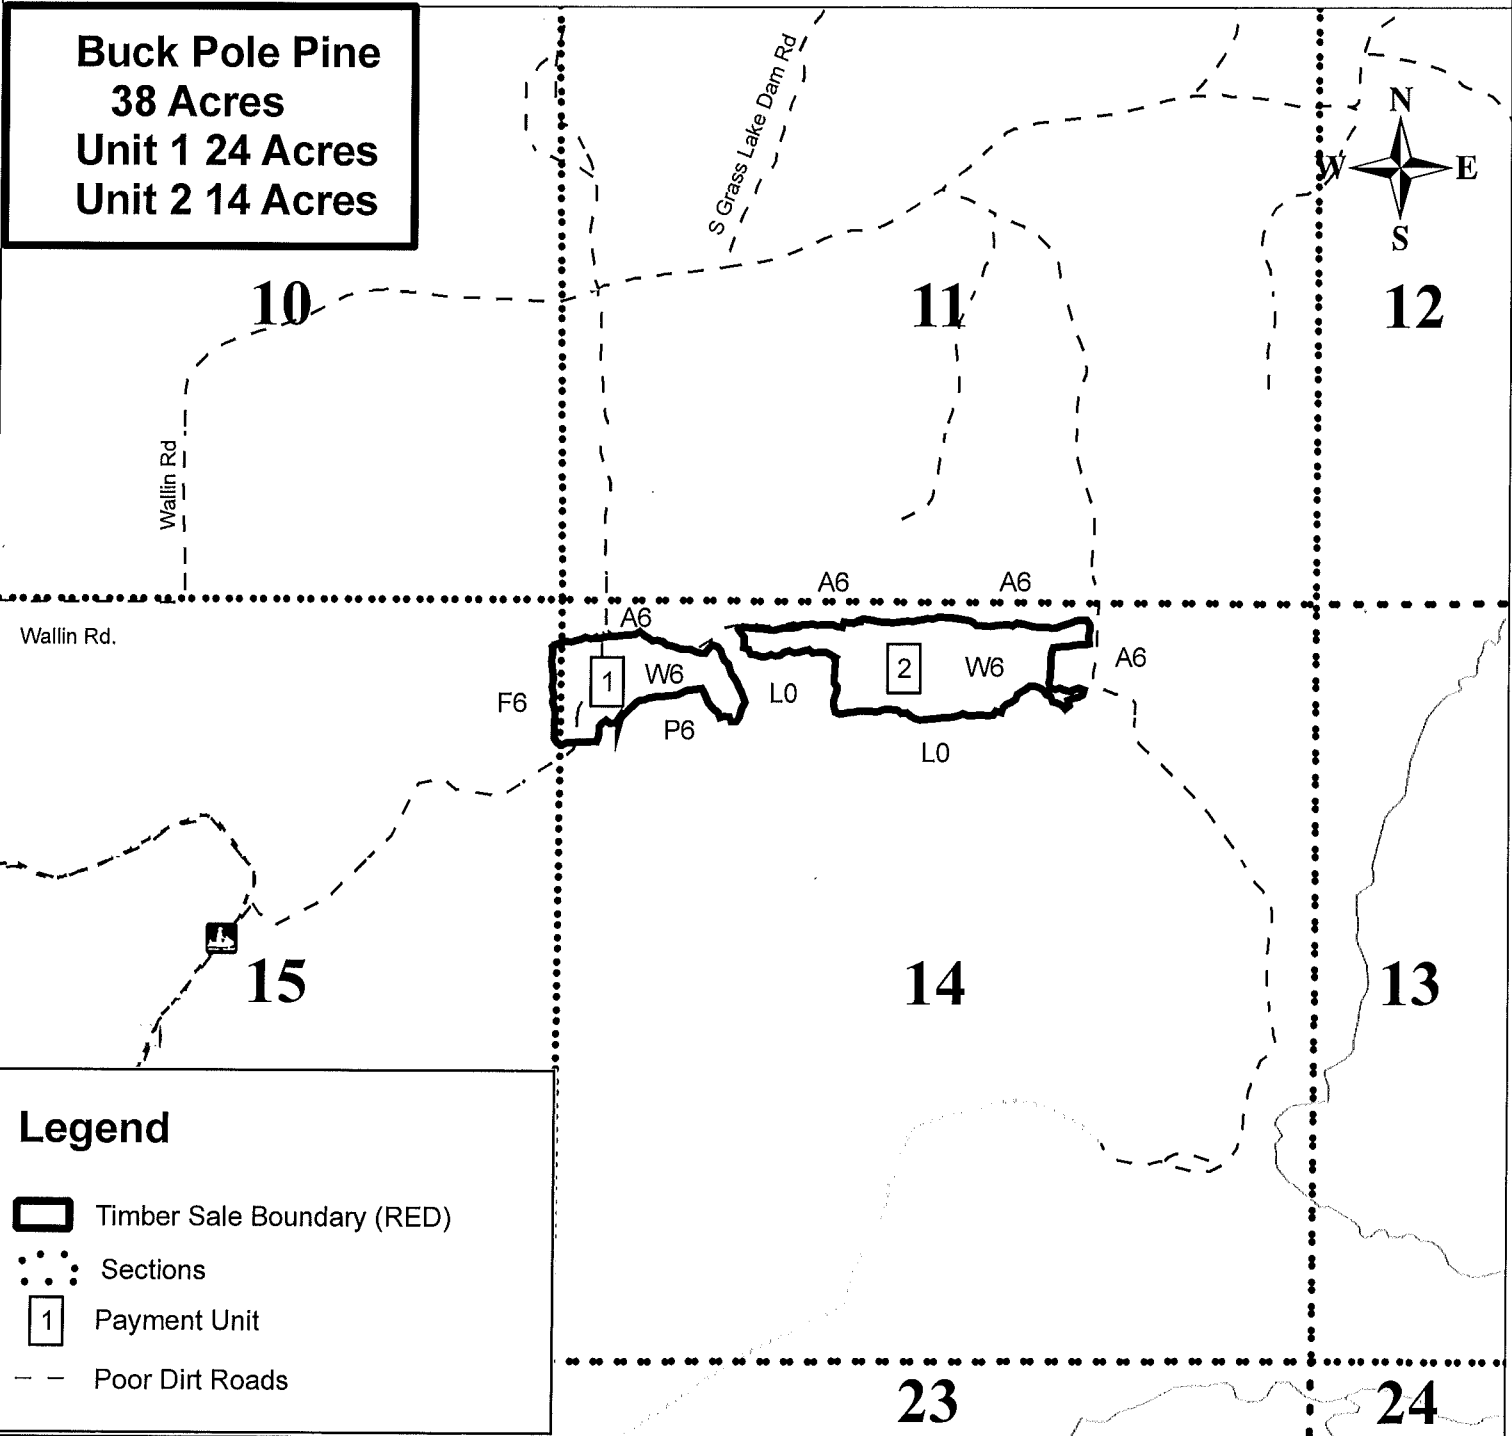 Buck Pole Pine
38 Acres
Unit 1 24 Acres
Unit 2 14 Acres
S Grass Lake Dam Rd
N
W E
S
10
11
12
Wallin Rd
A6 A6
A6
Wallin Rd.
1
W6
2
W6
A6
F6
L0
P6
L0
15
14
13
Legend
Timber Sale Boundary (RED)
Sections
1 Payment Unit
Poor Dirt Roads
23
24